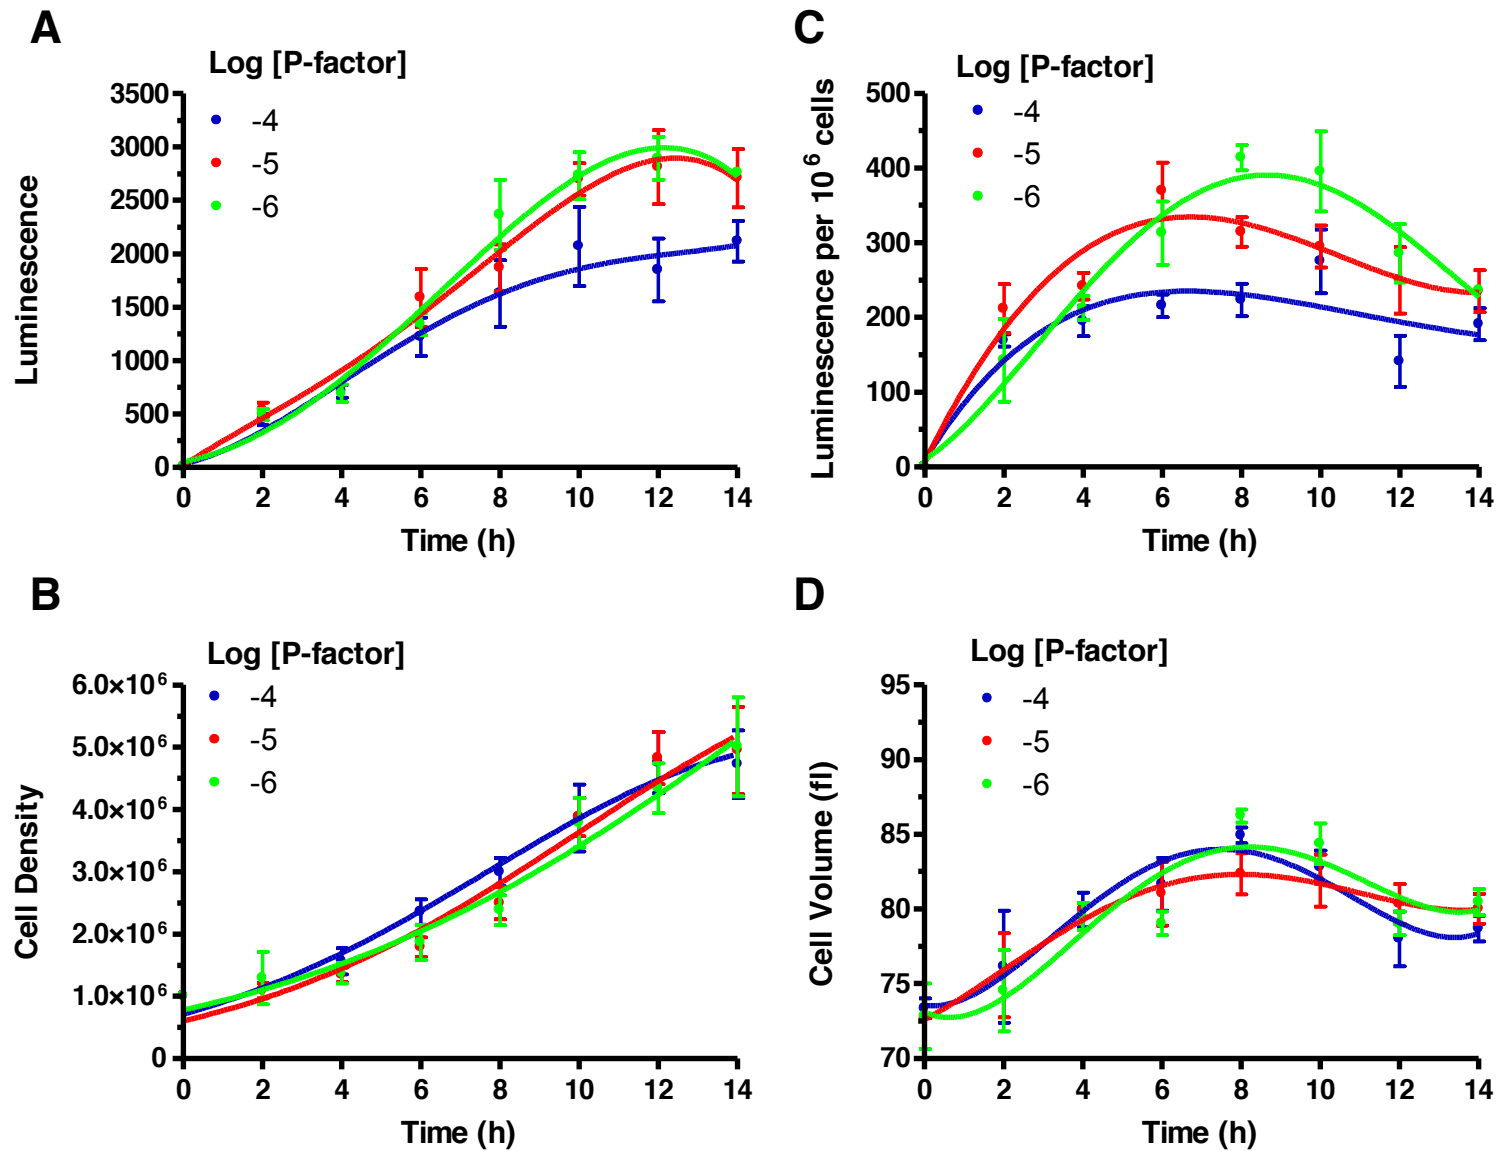 A
Log [P-factor]
-4
-5
-6
Luminescence
3500
3000
2500
2000
1500
1000
500
0
0 2 4 6 8 10 12 14
Time (h)
C
Log [P-factor]
-4
-5
-6
Luminescence per 10⁶ cells
500
400
300
200
100
0
0 2 4 6 8 10 12 14
Time (h)
B
Log [P-factor]
-4
-5
-6
Cell Density
6.0×10⁶
5.0×10⁶
4.0×10⁶
3.0×10⁶
2.0×10⁶
1.0×10⁶
0
0 2 4 6 8 10 12 14
Time (h)
D
Log [P-factor]
-4
-5
-6
Cell Volume (fl)
95
90
85
80
75
70
0 2 4 6 8 10 12 14
Time (h)